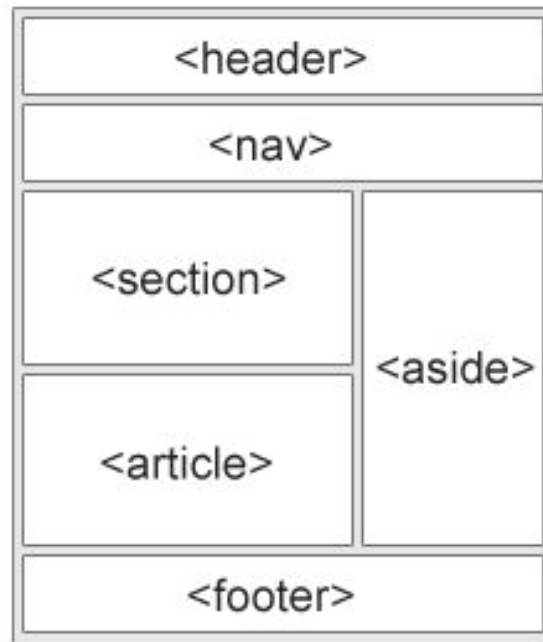 <header>
<nav>
<section>
<aside>
<article>
<footer>